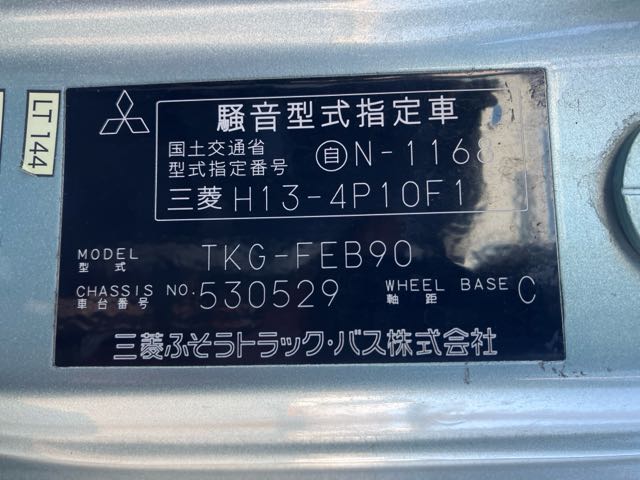 LT 144
騒音型式指定車
国土交通省
型式指定番号 自N-1168
三菱 H13-4P10F1
MODEL
型式 TKG-FEB90
CHASSIS NO. 530529 WHEEL BASE C
車台番号 軸距
三菱ふそうトラック・バス株式会社